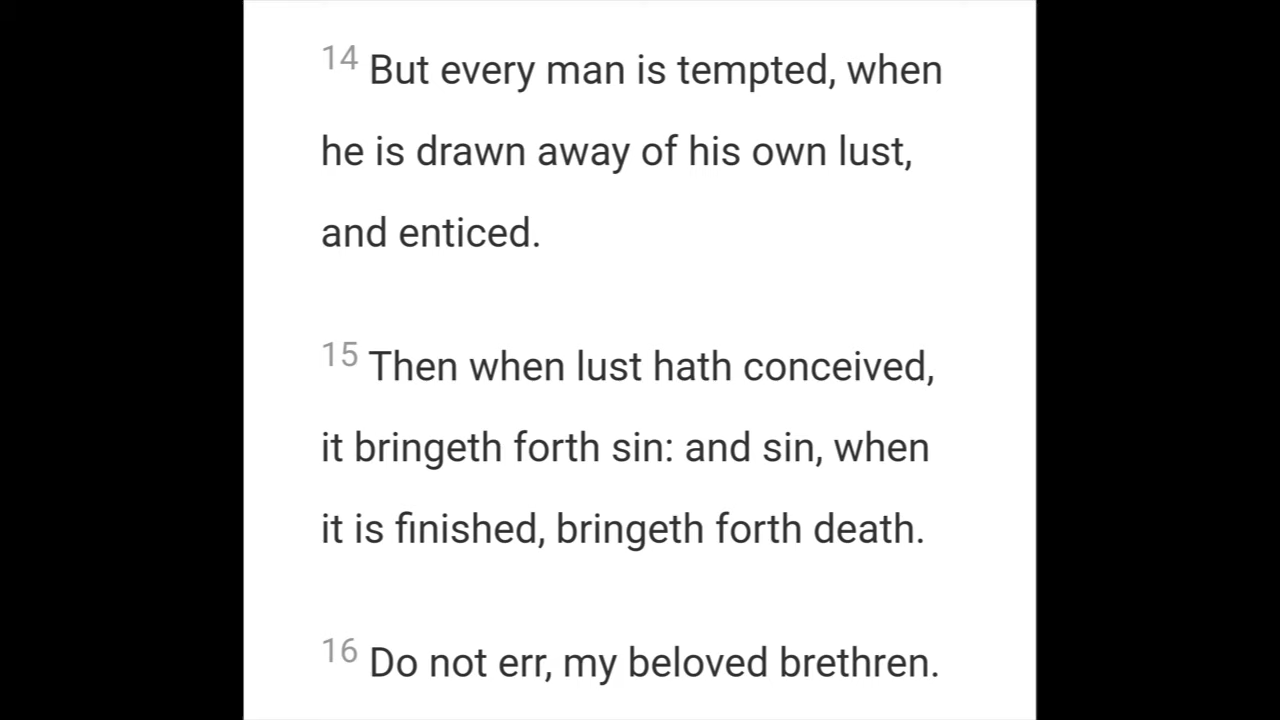 14 But every man is tempted, when
he is drawn away of his own lust,
and enticed.
15 Then when lust hath conceived,
it bringeth forth sin: and sin, when
it is finished, bringeth forth death.
16 Do not err, my beloved brethren.